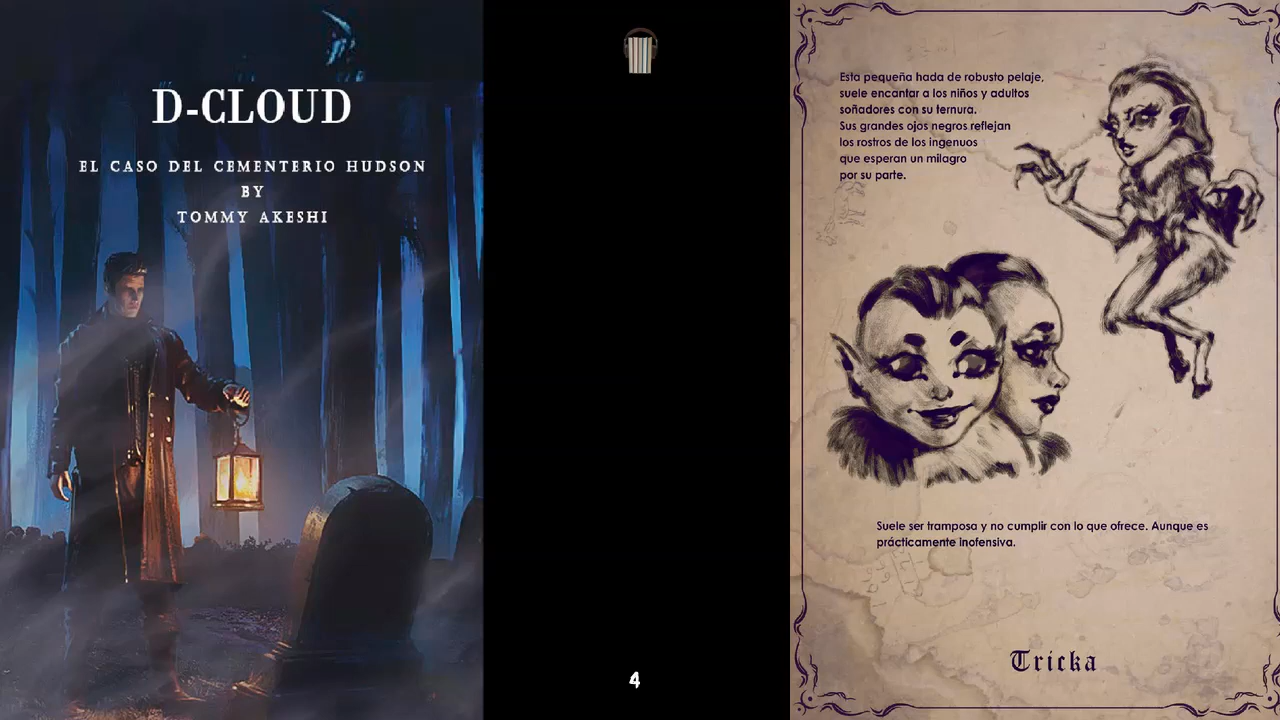 D-CLOUD
EL CASO DEL CEMENTERIO HUDSON
BY
TOMMY AKESHI
4
Esta pequeña hada de robusto pelaje,
suele encantar a los niños y adultos
soñadores con su ternura.
Sus grandes ojos negros reflejan
los rostros de los ingenuos
que esperan un milagro
por su parte.
Suele ser tramposa y no cumplir con lo que ofrece. Aunque es
prácticamente inofensiva.
Tricka